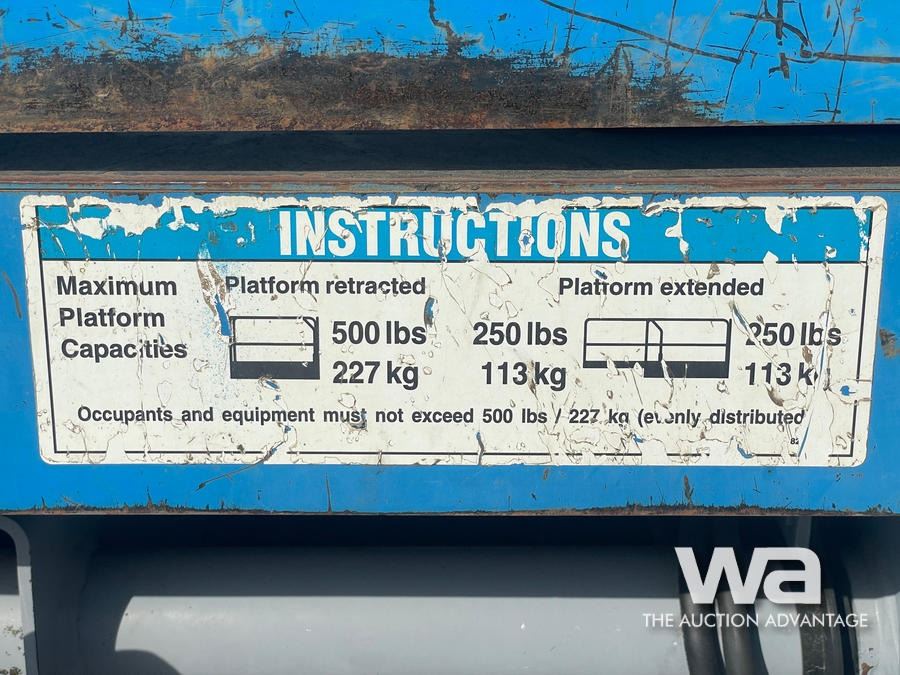 INSTRUCTIONS
Maximum Platform Capacities
Platform retracted
500 lbs
227 kg
Platform extended
250 lbs
113 kg
250 lbs
113 k
Occupants and equipment must not exceed 500 lbs / 227 kg (evenly distributed
wa
THE AUCTION ADVANTAGE